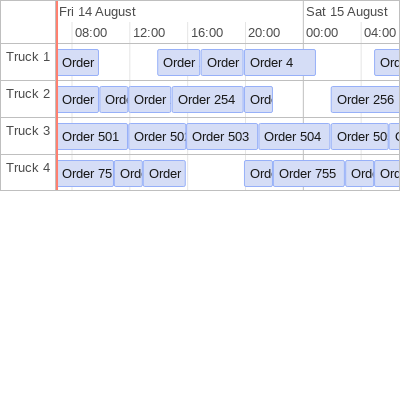 Fri 14 August Sat 15 August
08:00 12:00 16:00 20:00 00:00 04:00
Truck 1 Order Order Order Order 4 Ord
Truck 2 Order Ord Order Order 254 Ord Order 256
Truck 3 Order 501 Order 50 Order 503 Order 504 Order 50
Truck 4 Order 75 Ord Order Ord Order 755 Ord Ord